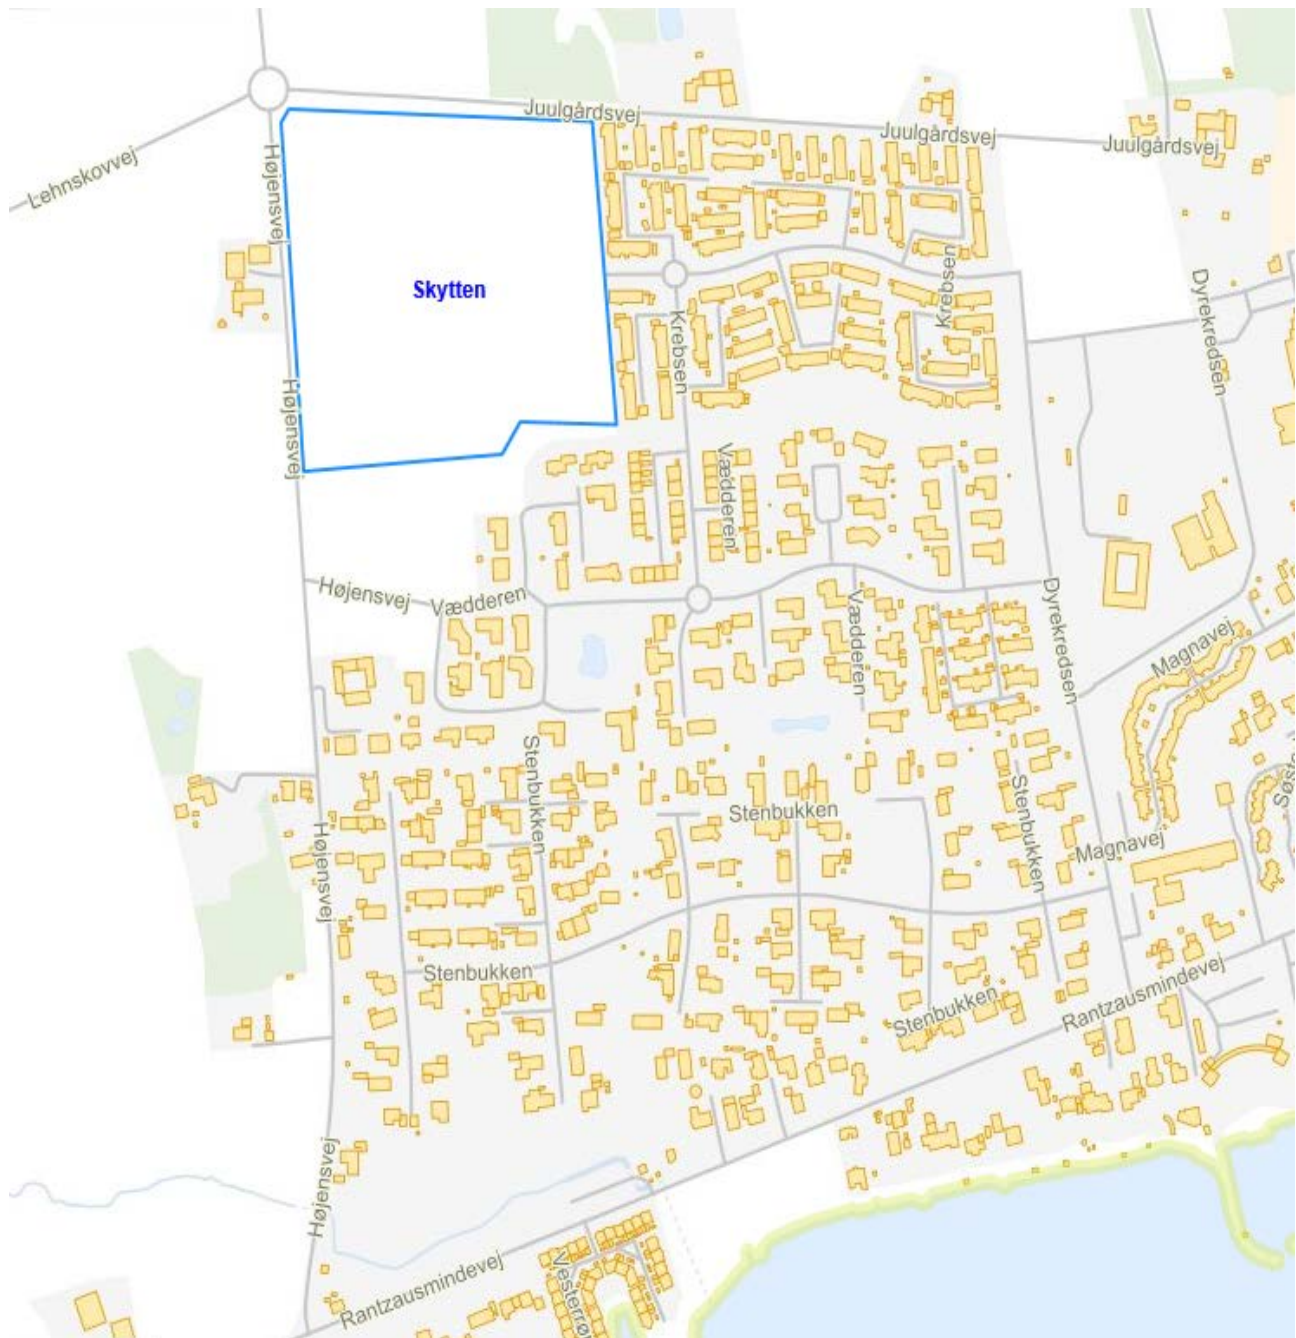 Juulgårdsvej
Juulgårdsvej
Juulgårdsvej
Lehnskovvej
Højensvej
Skytten
Krebsen
Dyrekredsen
Krebsen
Højensvej
Vædderen
Højensvej
Vædderen
Vædderen
Dyrekredsen
Magnavej
Stenbukken
Stenbukken
Stenbukken
Højensvej
Magnavej
Stenbukken
Stenbukken
Rantzausmindevej
Højensvej
Rantzausmindevej